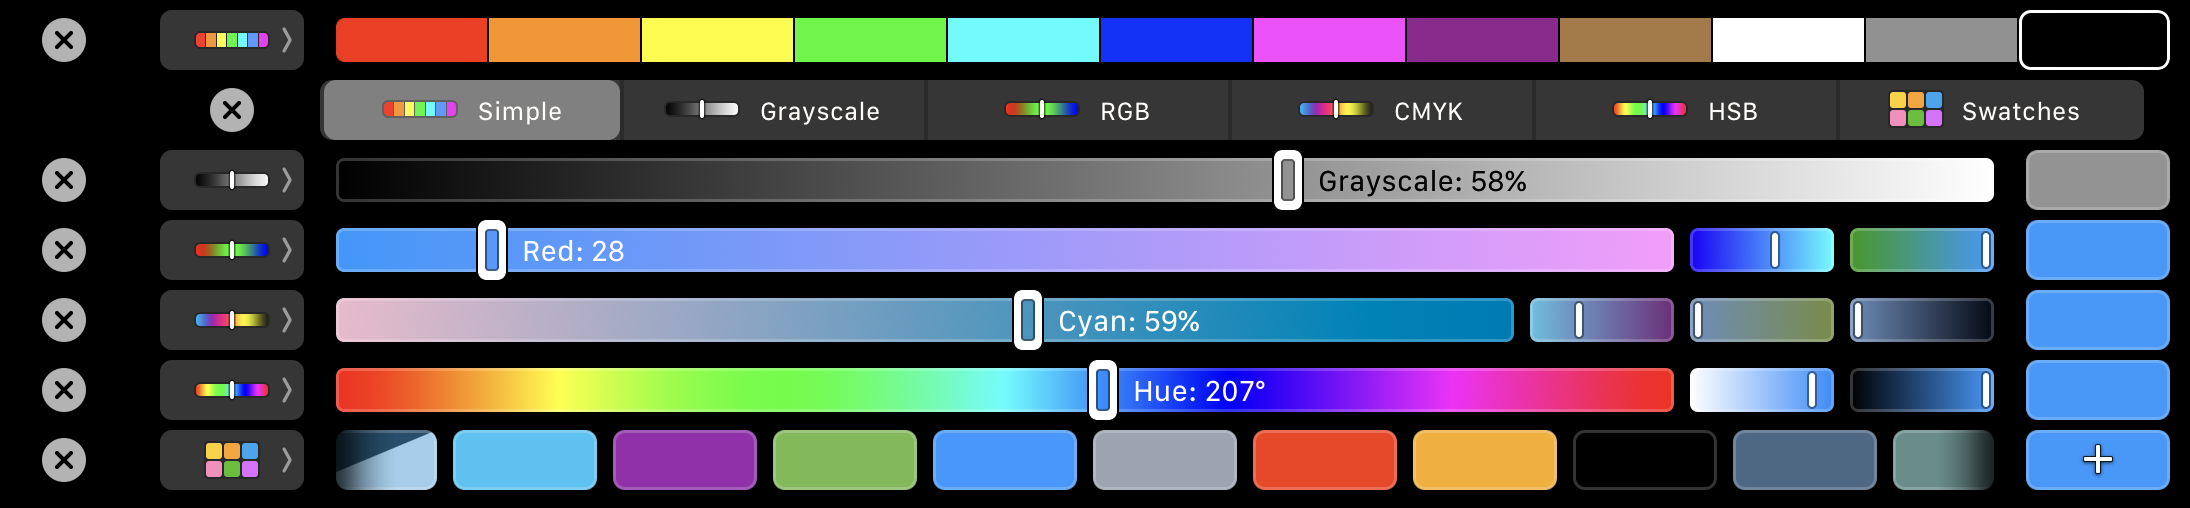 Simple Grayscale RGB CMYK HSB Swatches
Grayscale: 58%
Red: 28
Cyan: 59%
Hue: 207°